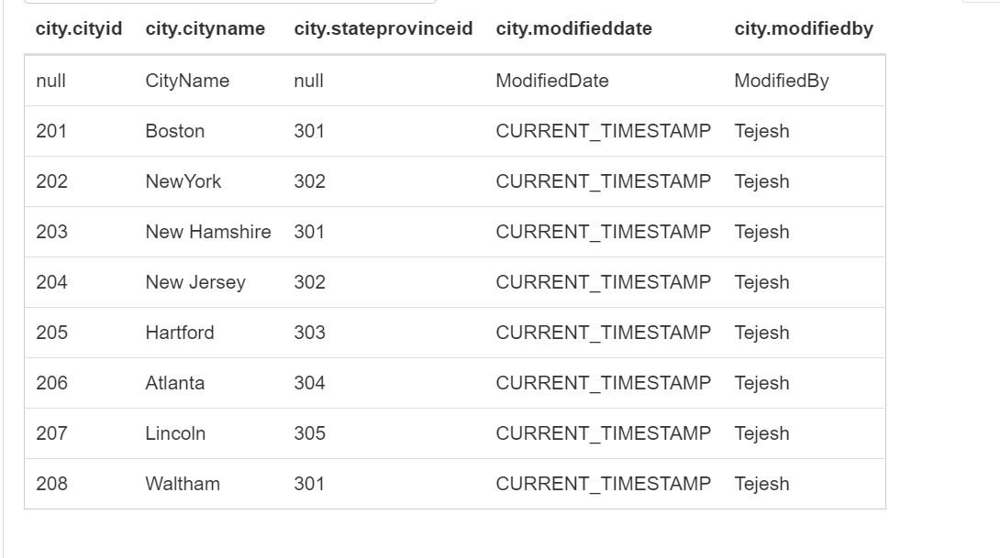 city.cityid city.cityname city.stateprovinceid city.modifieddate city.modifiedby
null CityName null ModifiedDate ModifiedBy
201 Boston 301 CURRENT_TIMESTAMP Tejesh
202 NewYork 302 CURRENT_TIMESTAMP Tejesh
203 New Hamshire 301 CURRENT_TIMESTAMP Tejesh
204 New Jersey 302 CURRENT_TIMESTAMP Tejesh
205 Hartford 303 CURRENT_TIMESTAMP Tejesh
206 Atlanta 304 CURRENT_TIMESTAMP Tejesh
207 Lincoln 305 CURRENT_TIMESTAMP Tejesh
208 Waltham 301 CURRENT_TIMESTAMP Tejesh